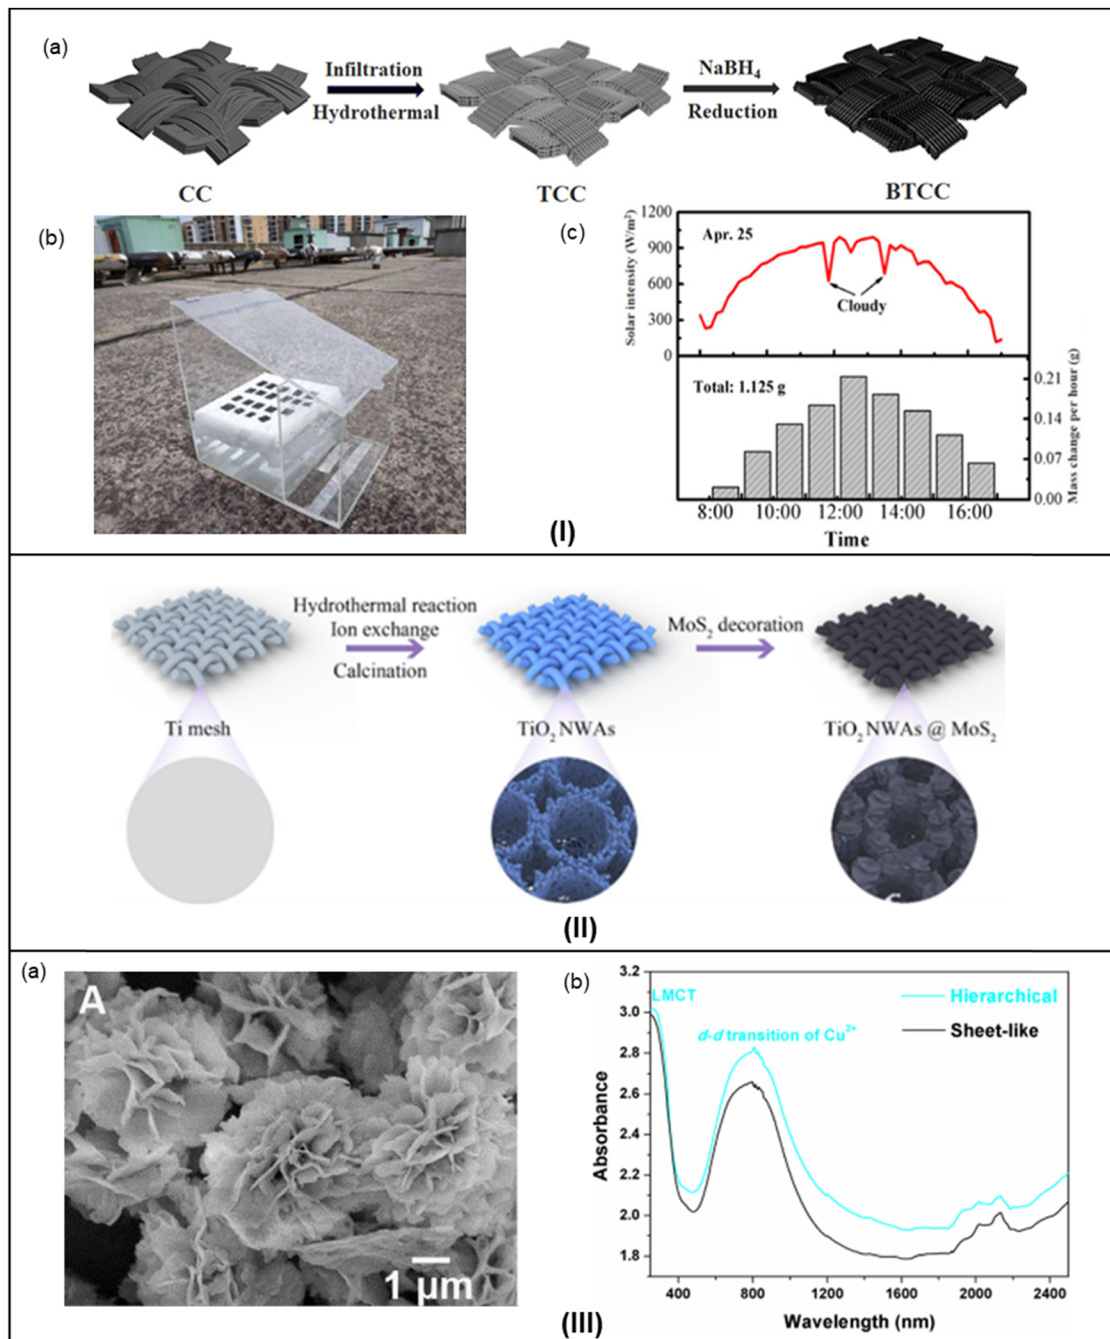 (a)
Infiltration
Hydrothermal
NaBH₄
Reduction
CC
TCC
BTCC
(b)
(c)
1200
900
600
300
0
Solar intensity (W/m²)
Apr. 25
Cloudy
Total: 1.125 g
0.21
0.14
0.07
0.00
Mass change per hour (g)
8:00
10:00
12:00
14:00
16:00
Time
(I)
Hydrothermal reaction
Ion exchange
Calcination
MoS₂ decoration
Ti mesh
TiO₂ NWAs
TiO₂ NWAs @ MoS₂
(II)
(a)
A
1 µm
(b)
3.2
3.0
2.8
2.6
2.4
2.2
2.0
1.8
Absorbance
LMCT
d-d transition of Cu²⁺
Hierarchical
Sheet-like
400
800
1200
1600
2000
2400
Wavelength (nm)
(III)